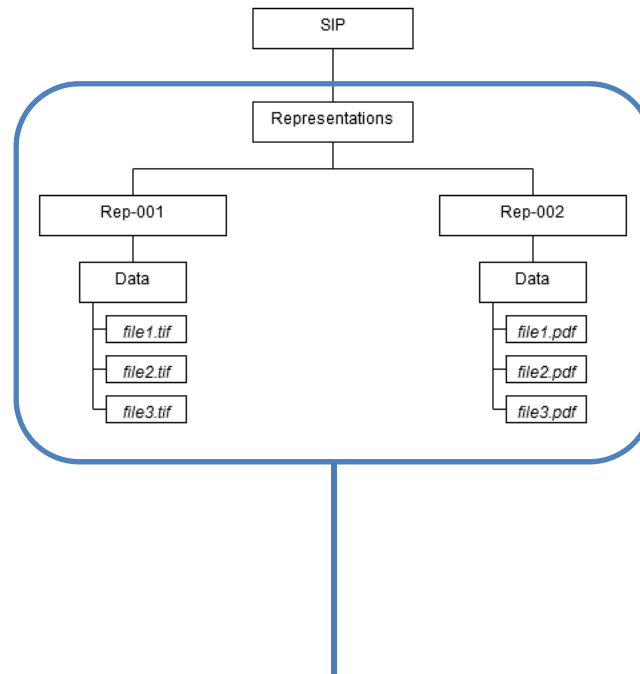 SIP
Representations
Rep-001
Rep-002
Data
Data
file1.tif
file1.pdf
file2.tif
file2.pdf
file3.tif
file3.pdf